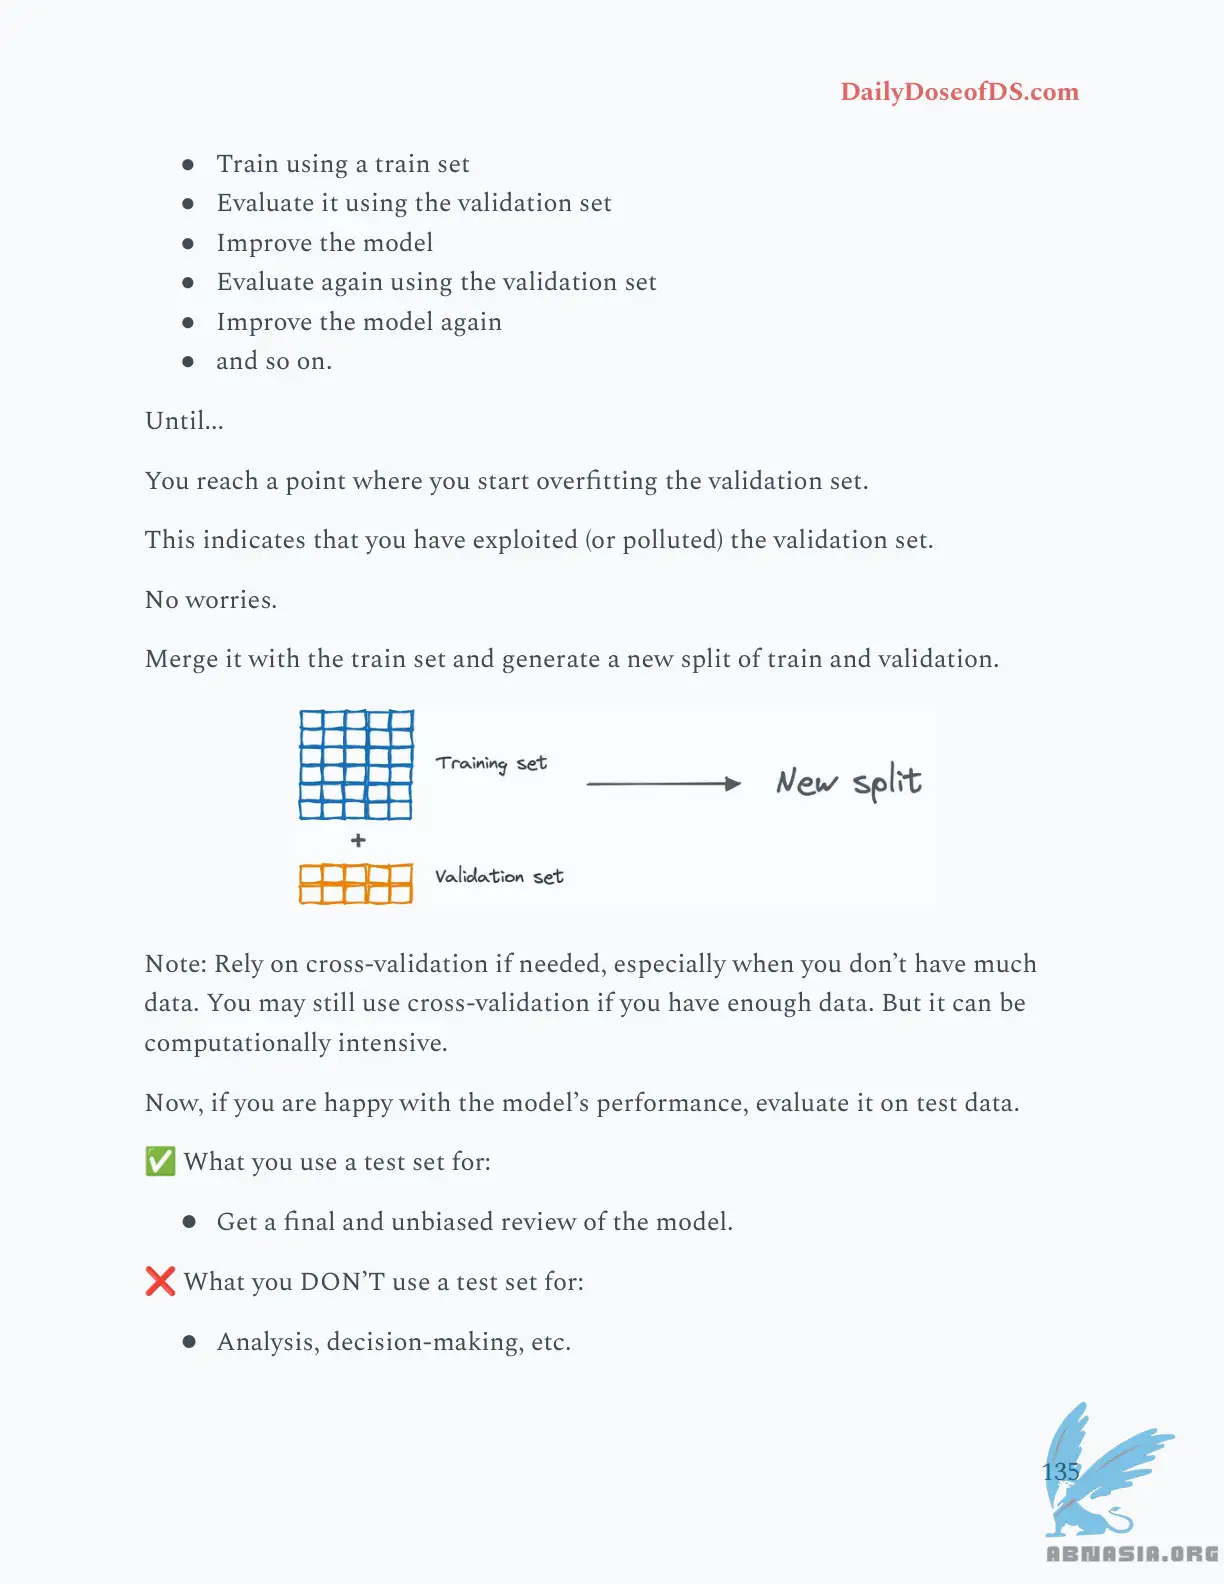 DailyDoseofDS.com
● Train using a train set
● Evaluate it using the validation set
● Improve the model
● Evaluate again using the validation set
● Improve the model again
● and so on.
Until...
You reach a point where you start overfitting the validation set.
This indicates that you have exploited (or polluted) the validation set.
No worries.
Merge it with the train set and generate a new split of train and validation.
Training set
New split
+
Validation set
Note: Rely on cross-validation if needed, especially when you don’t have much
data. You may still use cross-validation if you have enough data. But it can be
computationally intensive.
Now, if you are happy with the model’s performance, evaluate it on test data.
✅ What you use a test set for:
● Get a final and unbiased review of the model.
❌ What you DON’T use a test set for:
● Analysis, decision-making, etc.
135
ABNASIA.ORG